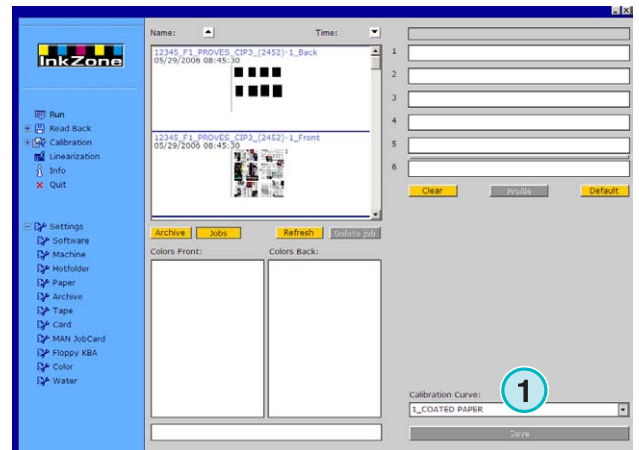 InkZone
Run
Read Back
Calibration
Linearization
Info
Quit
Settings
Software
Machine
Hotfolder
Paper
Archive
Tape
Card
MAN JobCard
Floppy KBA
Color
Water
Name:
Time:
12345_F1_PROVES_CIP3_(2452)-1_Back
05/29/2006 08:45:30
12345_F1_PROVES_CIP3_(2452)-1_Front
05/29/2006 08:45:30
Archive
Jobs
Refresh
Delete job
Colors Front:
Colors Back:
1
2
3
4
5
6
Clear
Profile
Default
Calibration Curve:
1
1_COATED PAPER
Save